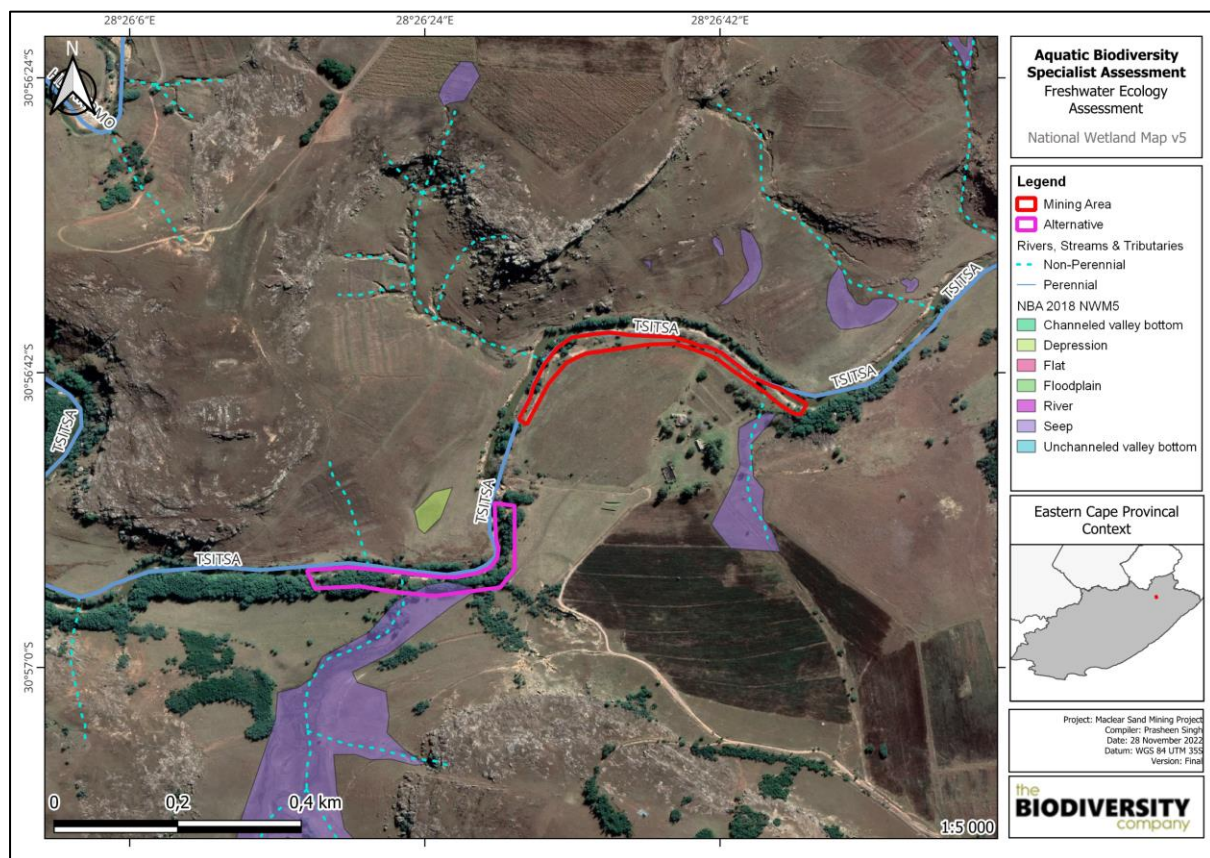 28°26'6"E
28°26'24"E
28°26'42"E
30°56'24"S
30°56'42"S
30°57'0"S
N
TSITSA
TSITSA
TSITSA
TSITSA
TSITSA
TSITSA
0
0,2
0,4 km
1:5 000
Aquatic Biodiversity
Specialist Assessment
Freshwater Ecology
Assessment
National Wetland Map v5
Legend
Mining Area
Alternative
Rivers, Streams & Tributaries
Non-Perennial
Perennial
NBA 2018 NWM5
Channeled valley bottom
Depression
Flat
Floodplain
River
Seep
Unchanneled valley bottom
Eastern Cape Provincal
Context
Project: Maclear Sand Mining Project
Compiler: Prasheen Singh
Date: 28 November 2022
Datum: WGS 84 UTM 35S
Version: Final
the
BIODIVERSITY
company